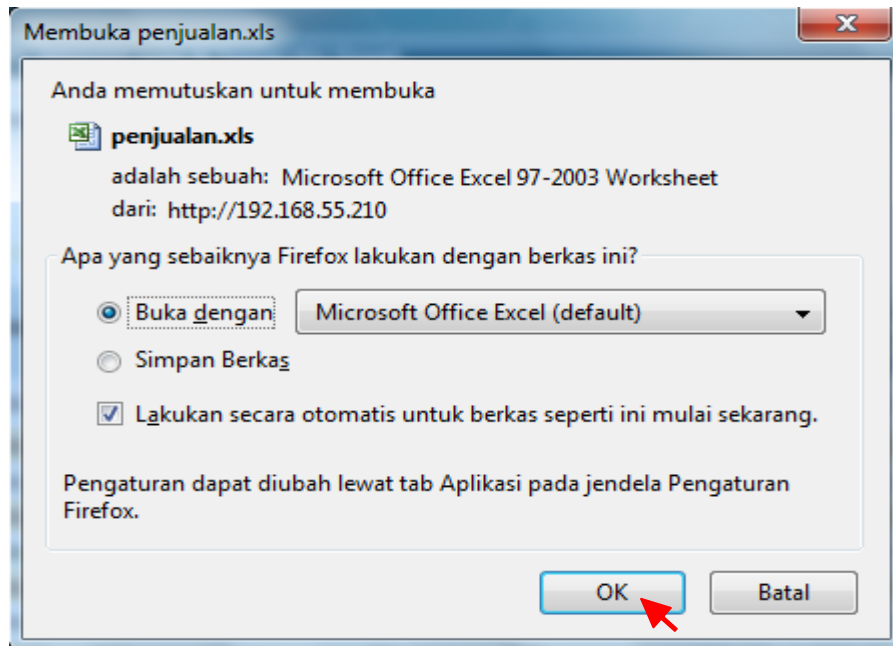 Membuka penjualan.xls
Anda memutuskan untuk membuka
penjualan.xls
adalah sebuah: Microsoft Office Excel 97-2003 Worksheet
dari: http://192.168.55.210
Apa yang sebaiknya Firefox lakukan dengan berkas ini?
Buka dengan Microsoft Office Excel (default)
Simpan Berkas
Lakukan secara otomatis untuk berkas seperti ini mulai sekarang.
Pengaturan dapat diubah lewat tab Aplikasi pada jendela Pengaturan
Firefox.
OK Batal